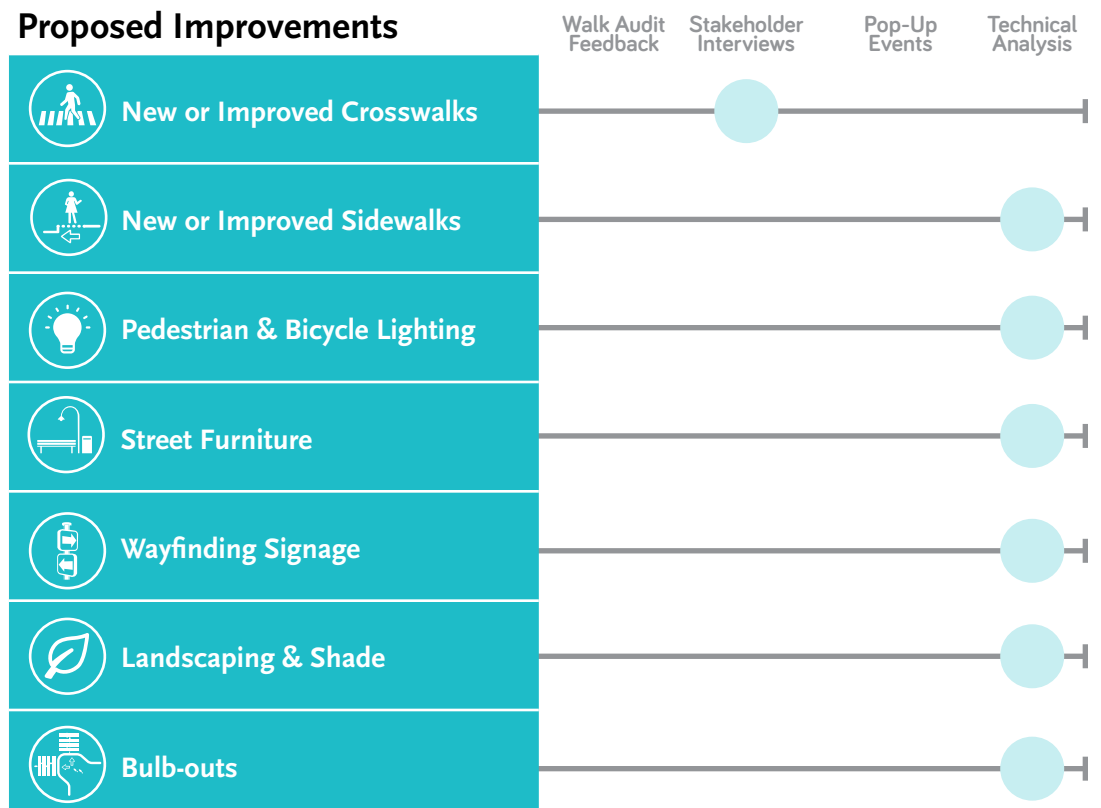 Proposed Improvements
Walk Audit
Feedback
Stakeholder
Interviews
Pop-Up
Events
Technical
Analysis
New or Improved Crosswalks
New or Improved Sidewalks
Pedestrian & Bicycle Lighting
Street Furniture
Wayfinding Signage
Landscaping & Shade
Bulb-outs